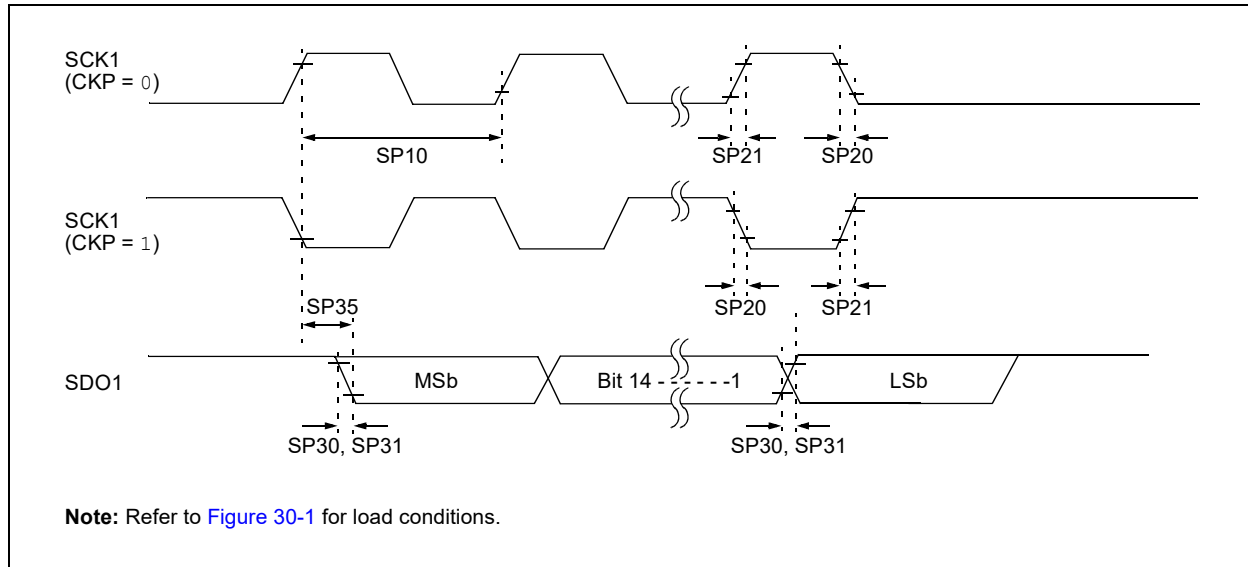 SCK1
(CKP = 0)
SP10
SP21
SP20
SCK1
(CKP = 1)
SP20
SP21
SP35
SDO1
MSb
Bit 14 - - - - - -1
LSb
SP30, SP31
SP30, SP31
Note: Refer to Figure 30-1 for load conditions.